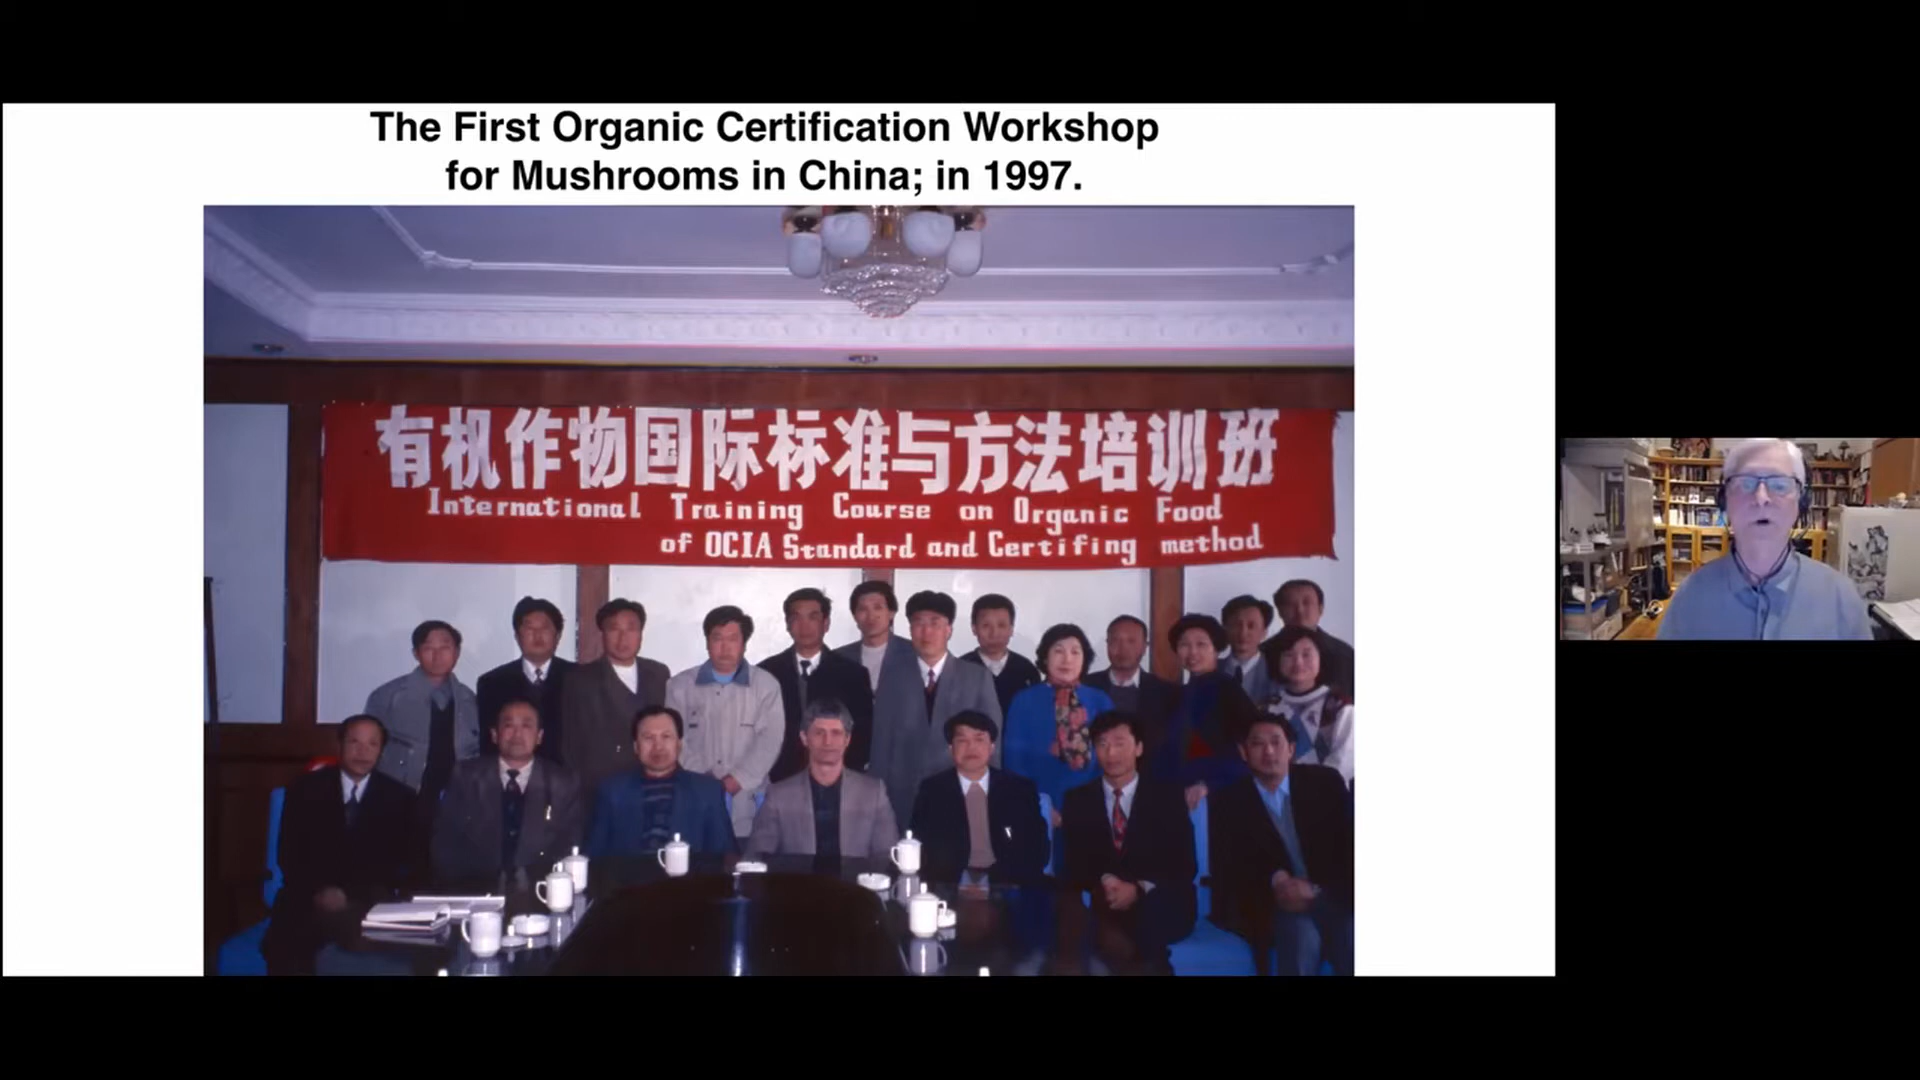 The First Organic Certification Workshop
for Mushrooms in China; in 1997.
有机作物国际标准与方法培训班
International Training Course on Organic Food
of OCIA Standard and Certifing method